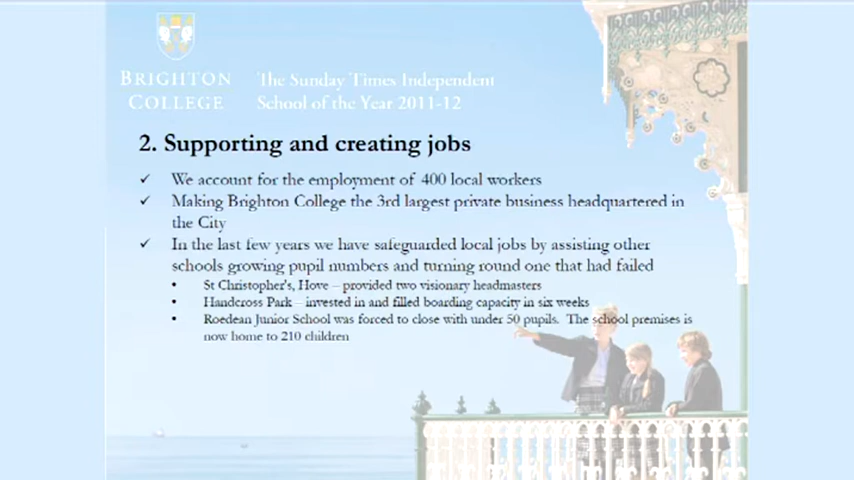 BRIGHTON
COLLEGE
The Sunday Times Independent
School of the Year 2011-12
2. Supporting and creating jobs
✓ We account for the employment of 400 local workers
✓ Making Brighton College the 3rd largest private business headquartered in
the City
✓ In the last few years we have safeguarded local jobs by assisting other
schools growing pupil numbers and turning round one that had failed
• St Christopher's, Hove – provided two visionary headmasters
• Handcross Park – invested in and filled boarding capacity in six weeks
• Roedean Junior School was forced to close with under 50 pupils. The school premises is
now home to 210 children